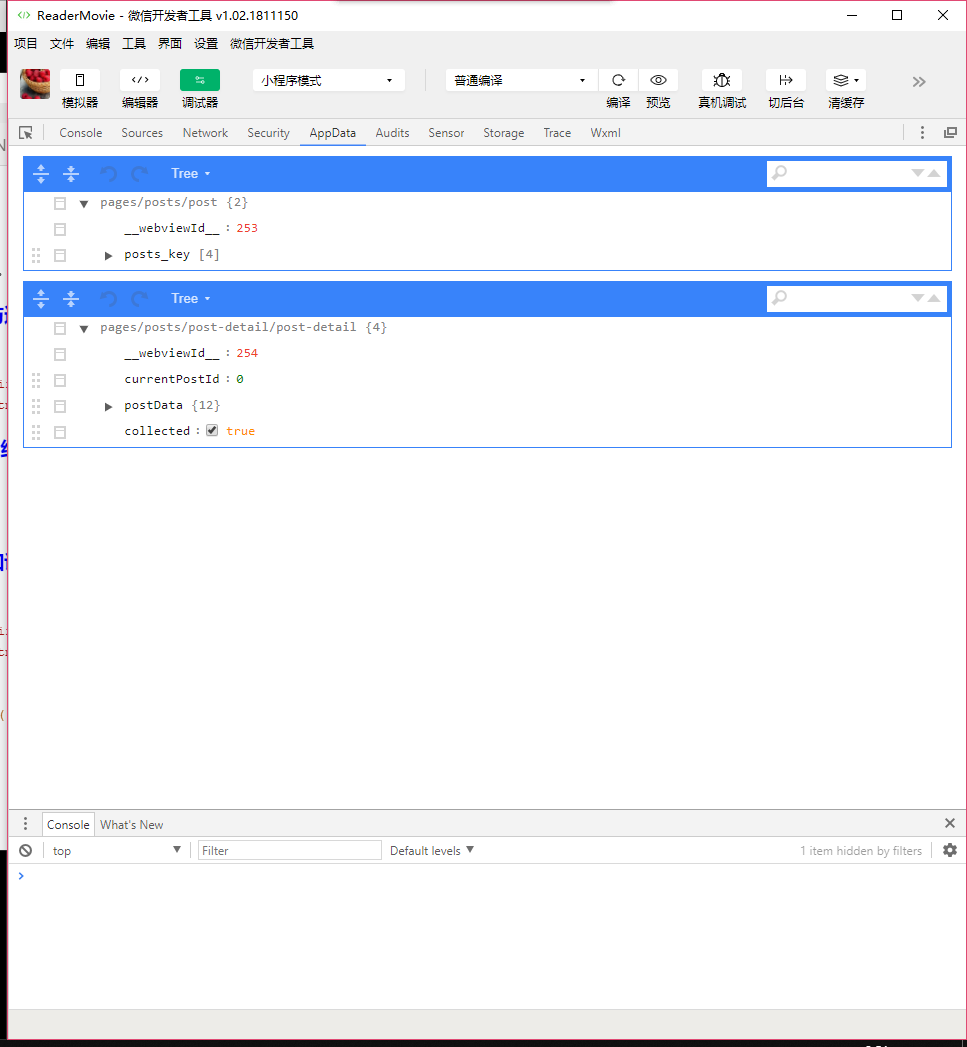 ReaderMovie - 微信开发者工具 v1.02.1811150
项目 文件 编辑 工具 界面 设置 微信开发者工具
小程序模式 普通编译
模拟器 编辑器 调试器 编译 预览 真机调试 切后台 清缓存
Console Sources Network Security AppData Audits Sensor Storage Trace Wxml
Tree
pages/posts/post {2}
__webviewId__ : 253
posts_key [4]
Tree
pages/posts/post-detail/post-detail {4}
__webviewId__ : 254
currentPostId : 0
postData {12}
collected : true
Console What's New
top Filter Default levels 1 item hidden by filters